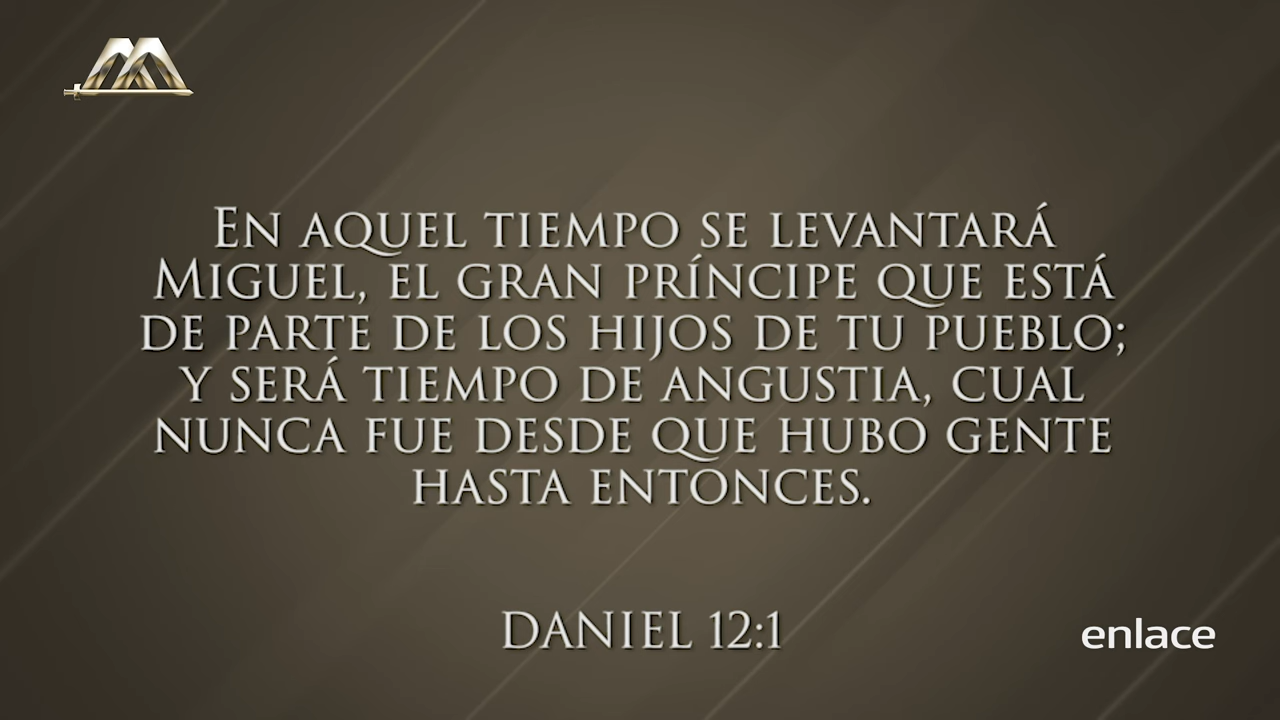 En aquel tiempo se levantará
Miguel, el gran príncipe que está
de parte de los hijos de tu pueblo;
y será tiempo de angustia, cual
nunca fue desde que hubo gente
hasta entonces.
DANIEL 12:1
enlace